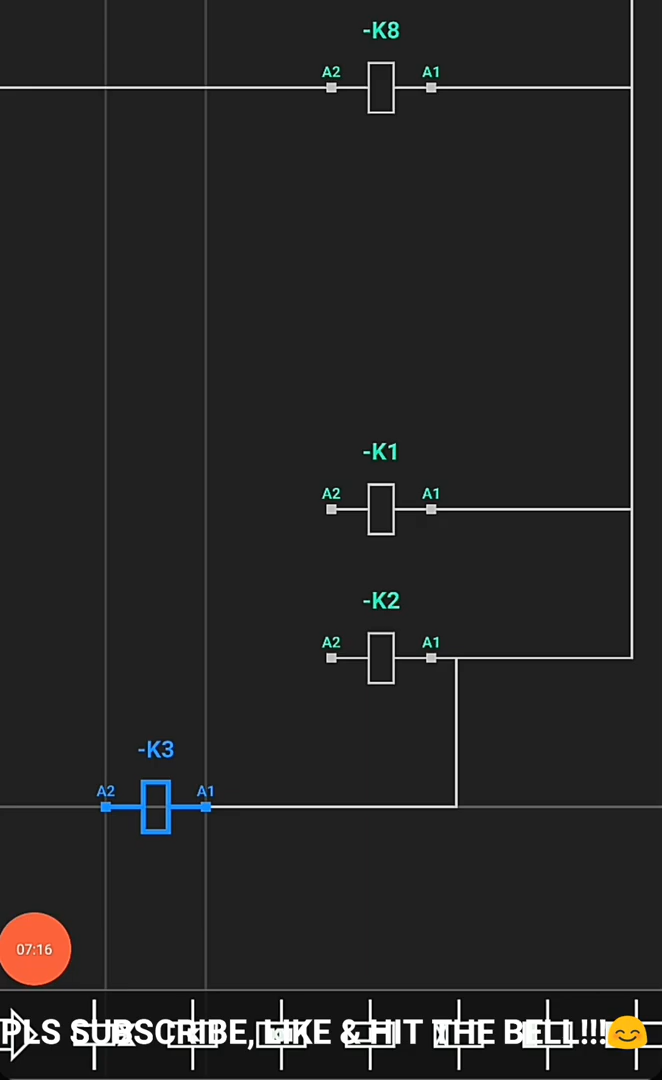 -K8
A2 A1
-K1
A2 A1
-K2
A2 A1
-K3
A2 A1
07:16
PLS SUBSCRIBE, LIKE & HIT THE BELL!!!😊